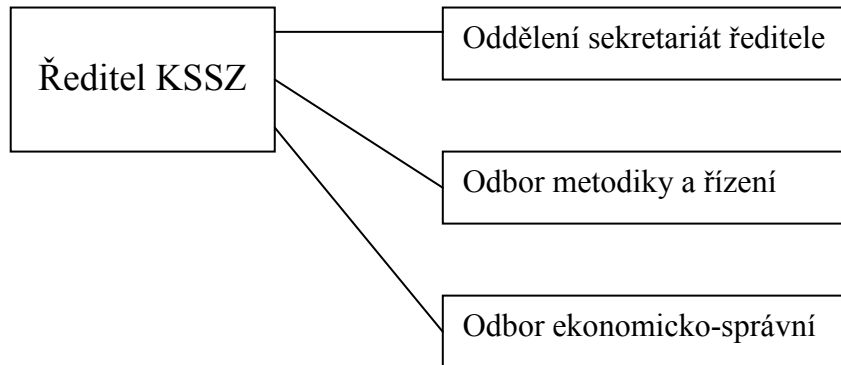 Ředitel KSSZ
Oddělení sekretariát ředitele
Odbor metodiky a řízení
Odbor ekonomicko-správní